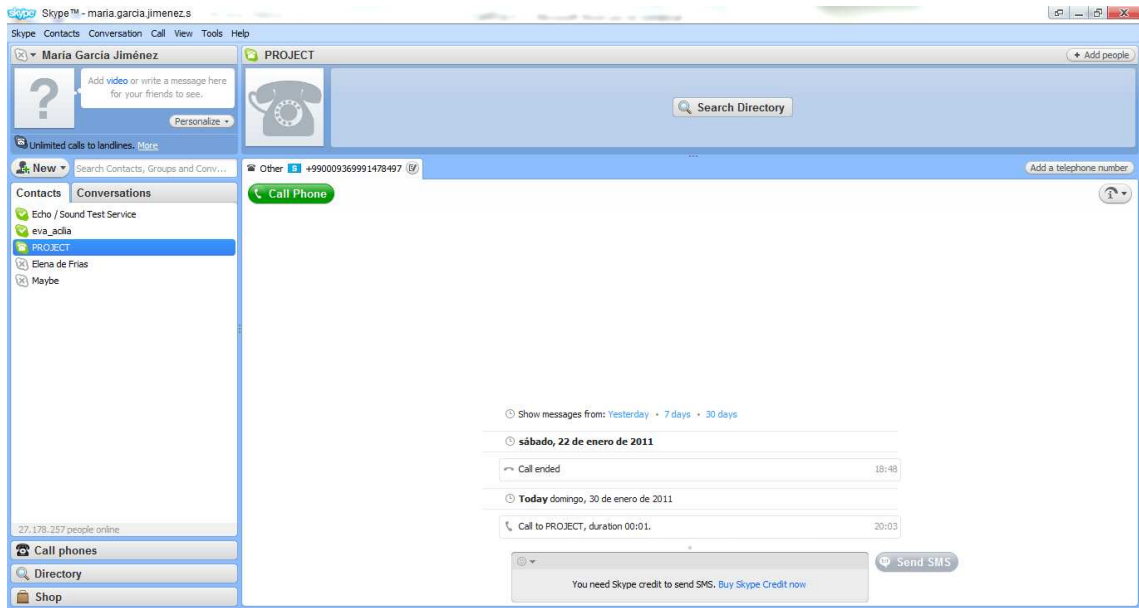 Skype™ - maria.garcia.jimenez.s
Skype Contacts Conversation Call View Tools Help
María García Jiménez
PROJECT
+ Add people
Add video or write a message here
for your friends to see.
Personalize
Unlimited calls to landlines. More
Search Directory
New
Search Contacts, Groups and Conv...
Other S +990009369991478497
Add a telephone number
Contacts
Conversations
Call Phone
Echo / Sound Test Service
eva_acilia
PROJECT
Elena de Frias
Maybe
Show messages from: Yesterday • 7 days • 30 days
sábado, 22 de enero de 2011
Call ended 18:48
Today domingo, 30 de enero de 2011
Call to PROJECT, duration 00:01. 20:03
27.178.257 people online
Call phones
Directory
Shop
Send SMS
You need Skype credit to send SMS. Buy Skype Credit now